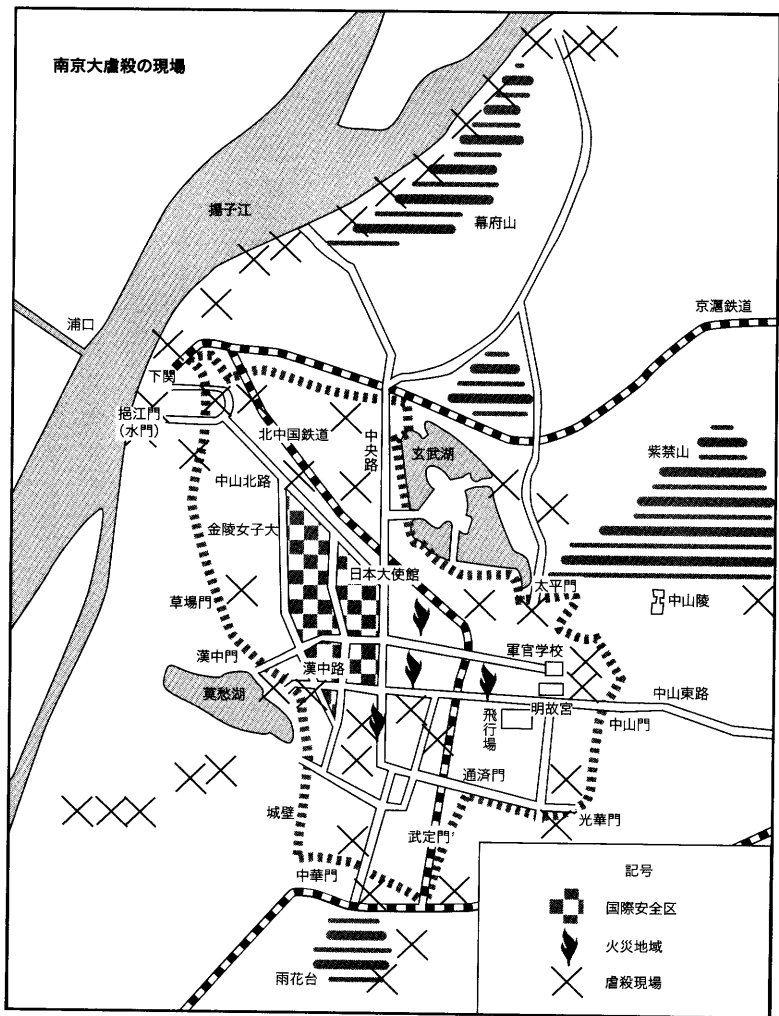 南京大虐殺の現場
揚子江
幕府山
浦口
京滬鉄道
下関
挹江門
(水門)
北中国鉄道
中央路
玄武湖
紫禁山
中山北路
金陵女子大
日本大使館
太平門
草場門
中山陵
漢中門
軍官学校
漢中路
莫愁湖
中山東路
飛行場
明故宮
中山門
通済門
城壁
武定門
光華門
中華門
雨花台
記号
国際安全区
火災地域
虐殺現場